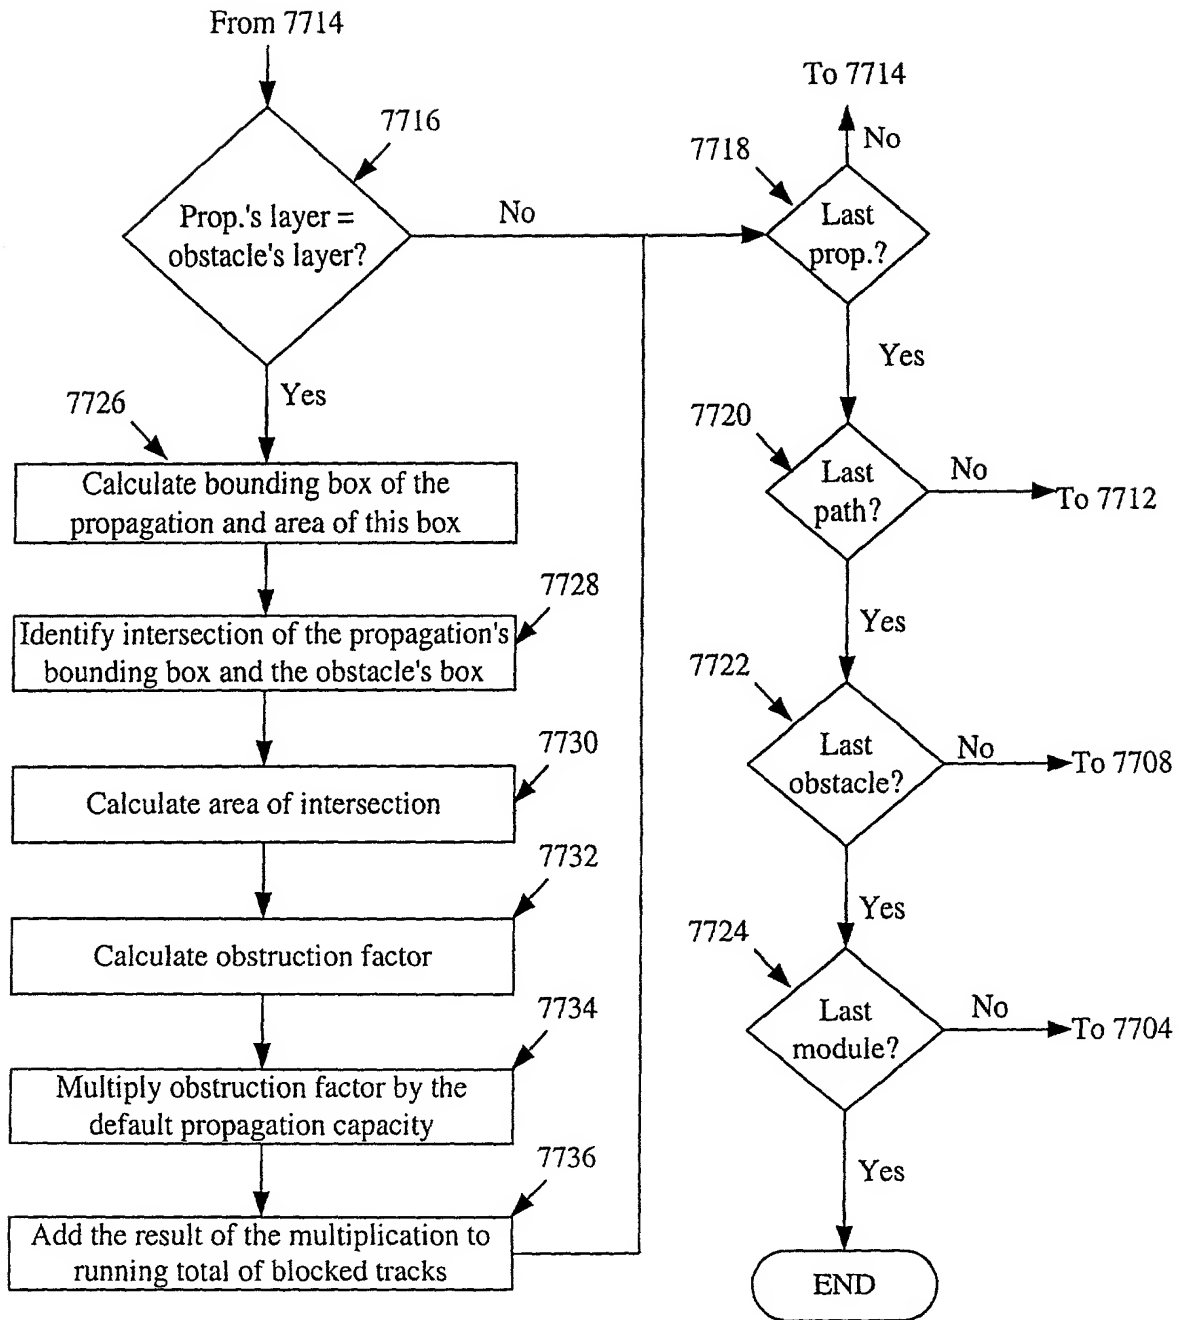 From 7714
7716
Prop.'s layer =
obstacle's layer?
No
Yes
7726
Calculate bounding box of the
propagation and area of this box
7728
Identify intersection of the propagation's
bounding box and the obstacle's box
7730
Calculate area of intersection
7732
Calculate obstruction factor
7734
Multiply obstruction factor by the
default propagation capacity
7736
Add the result of the multiplication to
running total of blocked tracks
To 7714
No
7718
Last
prop.?
Yes
7720
Last
path?
No
To 7712
Yes
7722
Last
obstacle?
No
To 7708
Yes
7724
Last
module?
No
To 7704
Yes
END